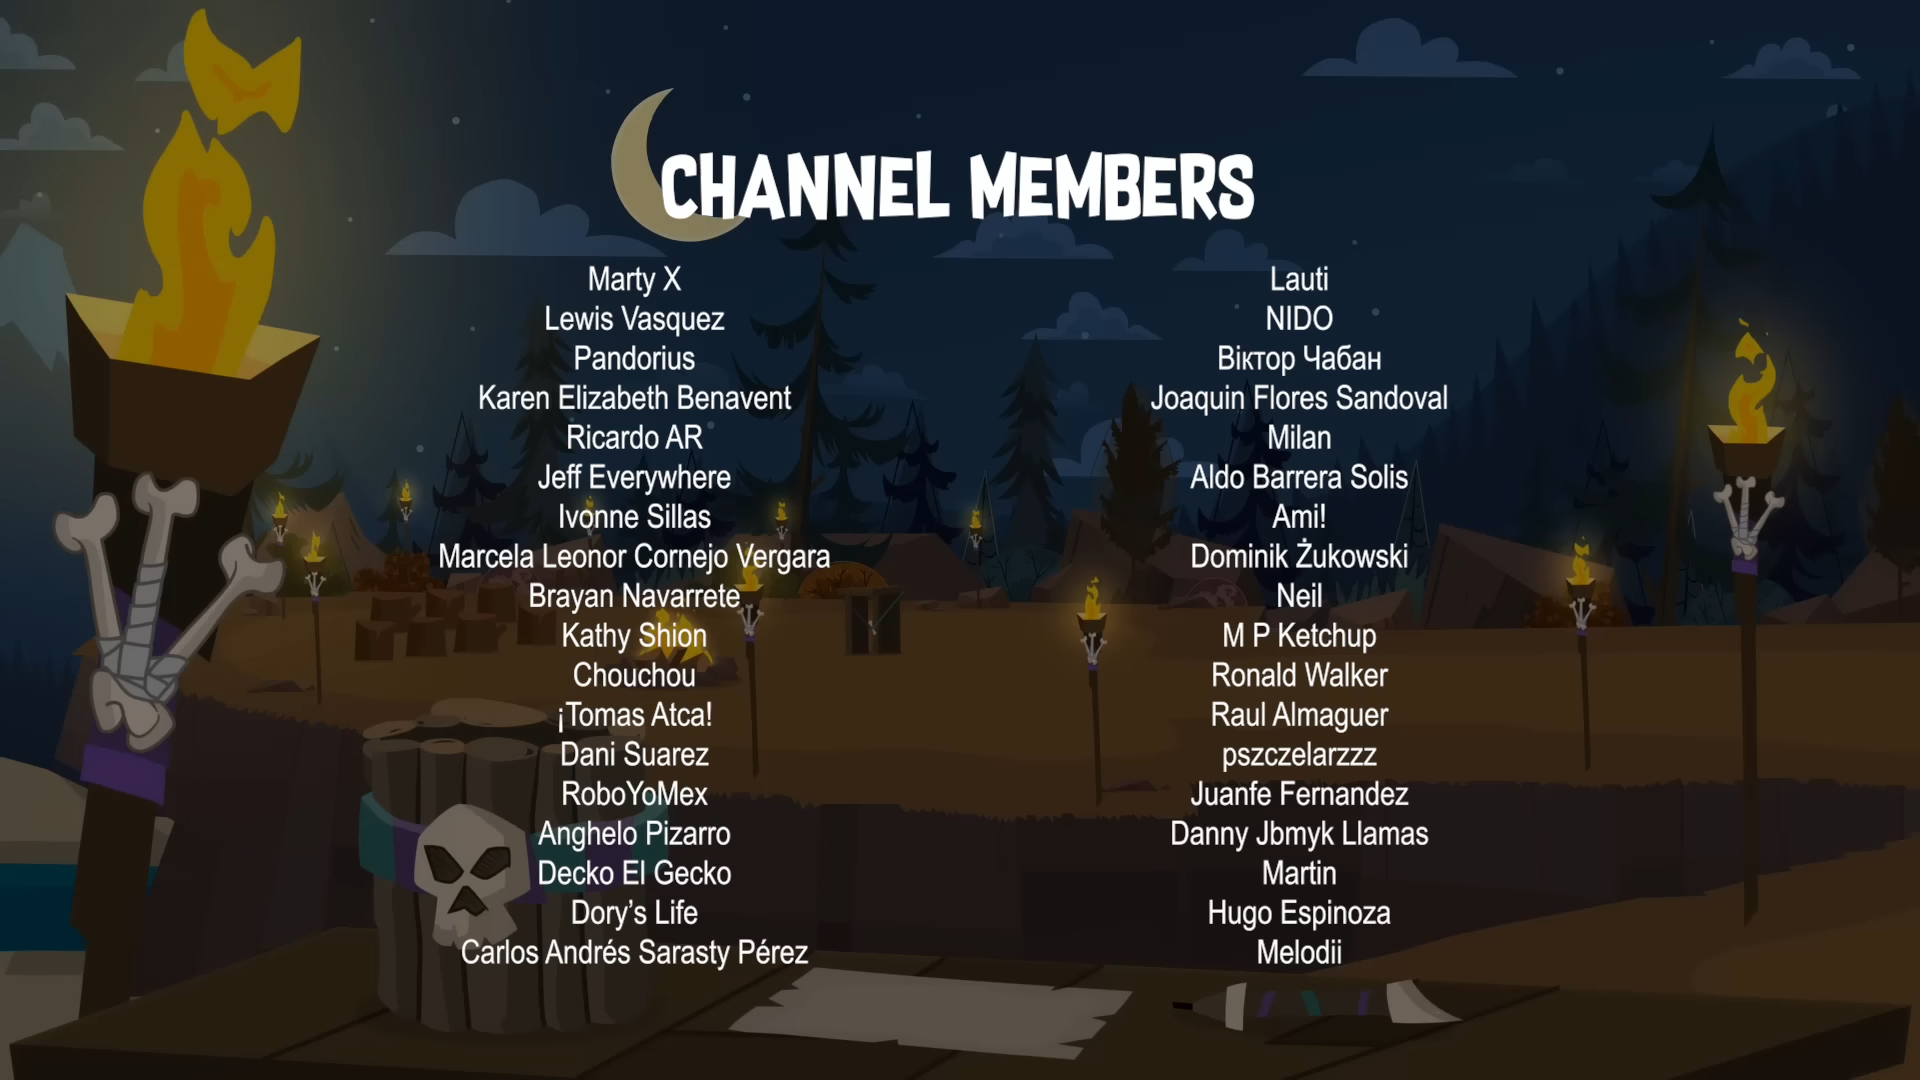 CHANNEL MEMBERS
Marty X
Lewis Vasquez
Pandorius
Karen Elizabeth Benavent
Ricardo AR
Jeff Everywhere
Ivonne Sillas
Marcela Leonor Cornejo Vergara
Brayan Navarrete
Kathy Shion
Chouchou
¡Tomas Atca!
Dani Suarez
RoboYoMex
Anghelo Pizarro
Decko El Gecko
Dory’s Life
Carlos Andrés Sarasty Pérez
Lauti
NIDO
Віктор Чабан
Joaquin Flores Sandoval
Milan
Aldo Barrera Solis
Ami!
Dominik Żukowski
Neil
M P Ketchup
Ronald Walker
Raul Almaguer
pszczelarzzz
Juanfe Fernandez
Danny Jbmyk Llamas
Martin
Hugo Espinoza
Melodii